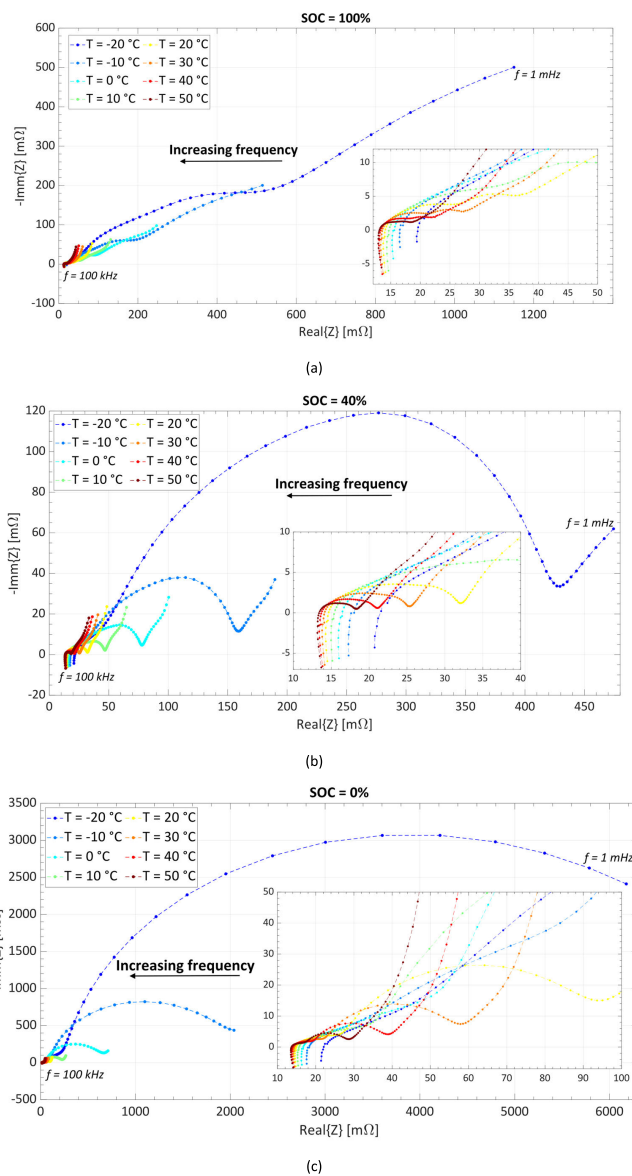 SOC = 100%
600
500
400
300
200
100
0
-100
-Imm{Z} [mΩ]
T = -20 °C T = 20 °C
T = -10 °C T = 30 °C
T = 0 °C T = 40 °C
T = 10 °C T = 50 °C
f = 1 mHz
Increasing frequency
f = 100 kHz
10
5
0
-5
15 20 25 30 35 40 45 50
0 200 400 600 800 1000 1200
Real{Z} [mΩ]
(a)
SOC = 40%
120
100
80
60
40
20
0
-20
-Imm{Z} [mΩ]
T = -20 °C T = 20 °C
T = -10 °C T = 30 °C
T = 0 °C T = 40 °C
T = 10 °C T = 50 °C
Increasing frequency
f = 1 mHz
f = 100 kHz
10
5
0
-5
10 15 20 25 30 35 40
0 50 100 150 200 250 300 350 400 450
Real{Z} [mΩ]
(b)
SOC = 0%
3500
3000
2500
2000
1500
1000
500
0
-500
T = -20 °C T = 20 °C
T = -10 °C T = 30 °C
T = 0 °C T = 40 °C
T = 10 °C T = 50 °C
f = 1 mHz
Increasing frequency
f = 100 kHz
50
40
30
20
10
0
10 20 30 40 50 60 70 80 90 100
0 1000 2000 3000 4000 5000 6000
Real{Z} [mΩ]
(c)